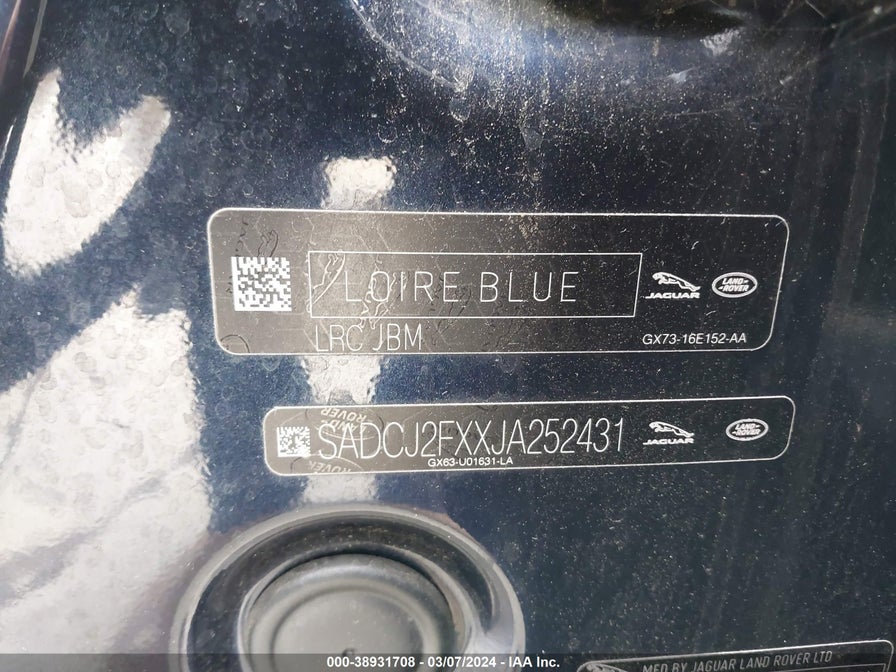 LOIRE BLUE
JAGUAR
LAND-
ROVER
LRC JBM
GX73-16E152-AA
SADCJ2FXXJA252431
GX63-U01631-LA
JAGUAR
LAND-
ROVER
MFD BY JAGUAR LAND ROVER LTD
000-38931708 - 03/07/2024 - IAA Inc.